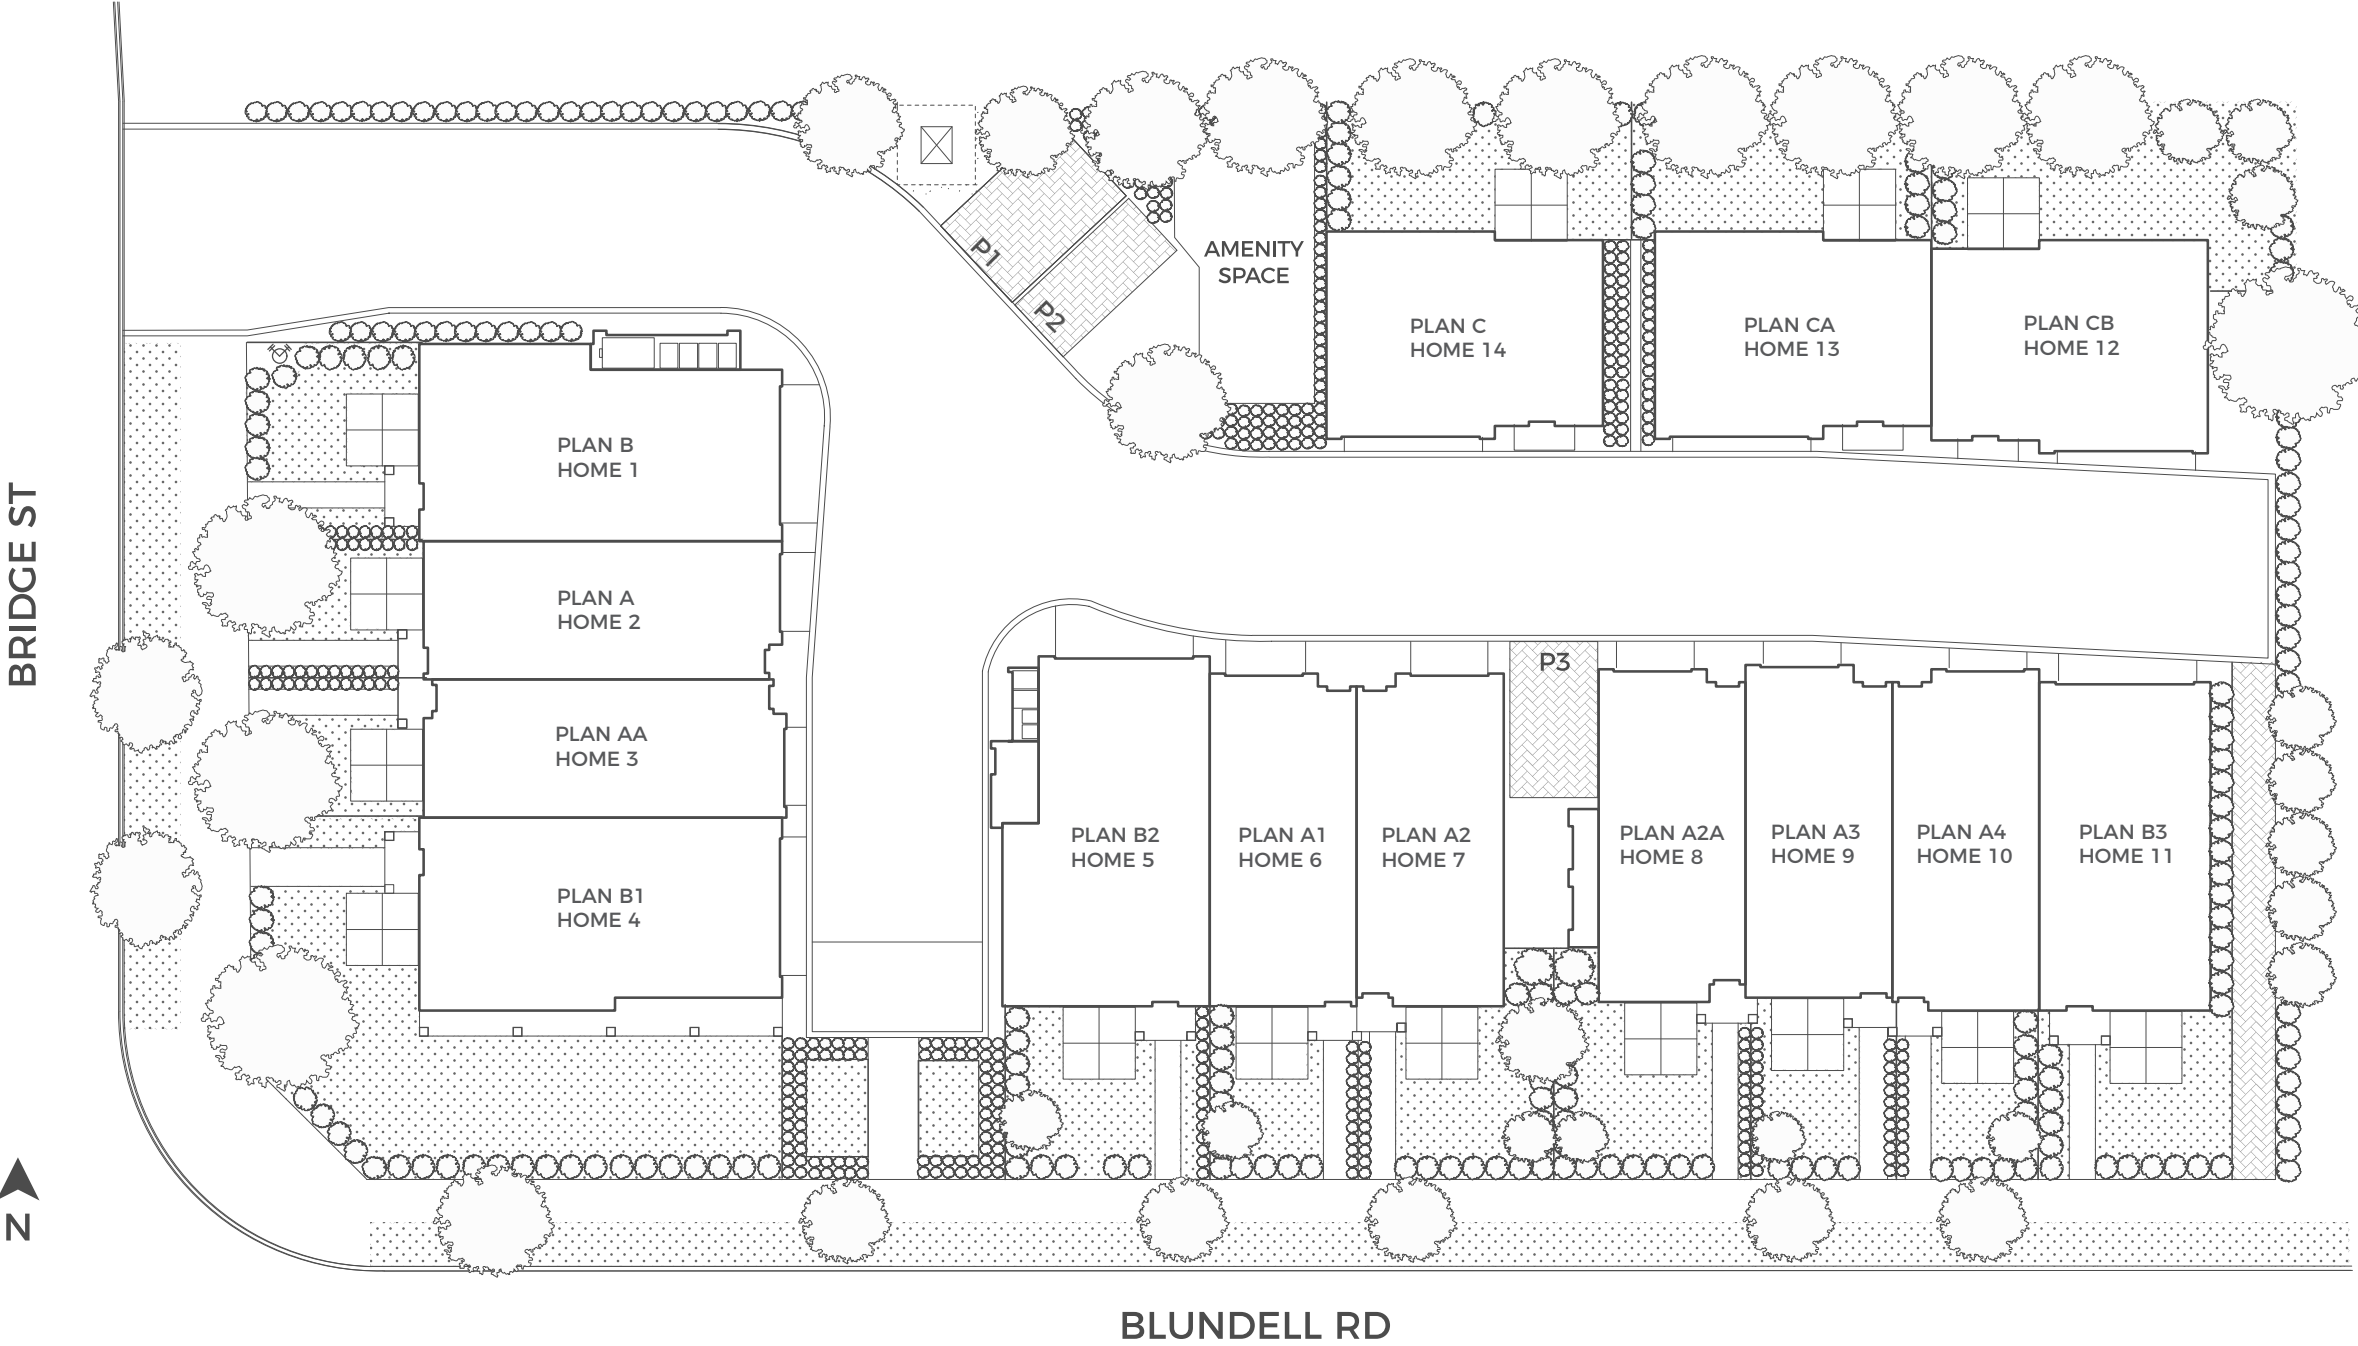 P1
P2
AMENITY
SPACE
PLAN C
HOME 14
PLAN CA
HOME 13
PLAN CB
HOME 12
PLAN B
HOME 1
PLAN A
HOME 2
PLAN AA
HOME 3
PLAN B1
HOME 4
P3
PLAN B2
HOME 5
PLAN A1
HOME 6
PLAN A2
HOME 7
PLAN A2A
HOME 8
PLAN A3
HOME 9
PLAN A4
HOME 10
PLAN B3
HOME 11
BRIDGE ST
N
BLUNDELL RD